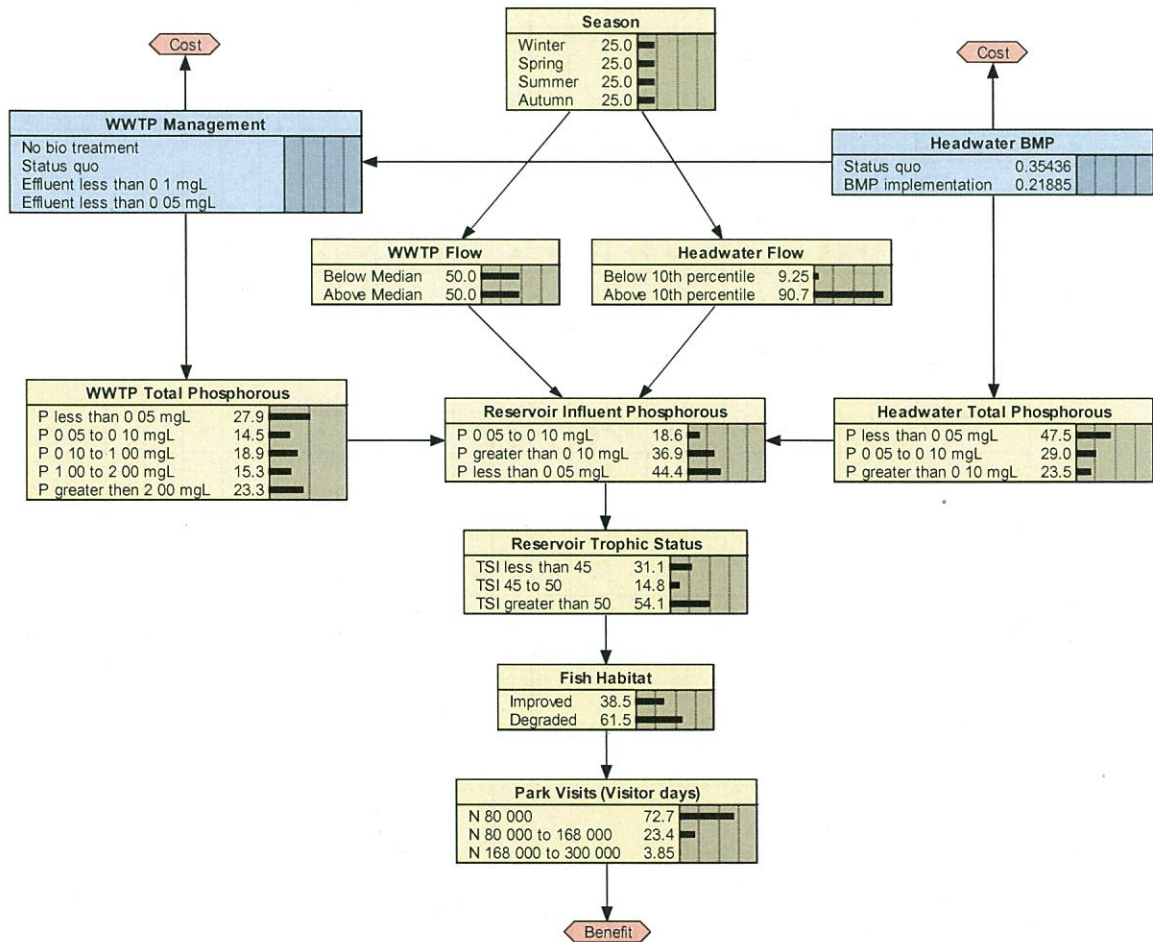 Season
Winter 25.0
Spring 25.0
Summer 25.0
Autumn 25.0
Cost
Cost
WWTP Management
No bio treatment
Status quo
Effluent less than 0 1 mgL
Effluent less than 0 05 mgL
Headwater BMP
Status quo 0.35436
BMP implementation 0.21885
WWTP Flow
Below Median 50.0
Above Median 50.0
Headwater Flow
Below 10th percentile 9.25
Above 10th percentile 90.7
WWTP Total Phosphorous
P less than 0 05 mgL 27.9
P 0 05 to 0 10 mgL 14.5
P 0 10 to 1 00 mgL 18.9
P 1 00 to 2 00 mgL 15.3
P greater then 2 00 mgL 23.3
Reservoir Influent Phosphorous
P 0 05 to 0 10 mgL 18.6
P greater than 0 10 mgL 36.9
P less than 0 05 mgL 44.4
Headwater Total Phosphorous
P less than 0 05 mgL 47.5
P 0 05 to 0 10 mgL 29.0
P greater than 0 10 mgL 23.5
Reservoir Trophic Status
TSI less than 45 31.1
TSI 45 to 50 14.8
TSI greater than 50 54.1
Fish Habitat
Improved 38.5
Degraded 61.5
Park Visits (Visitor days)
N 80 000 72.7
N 80 000 to 168 000 23.4
N 168 000 to 300 000 3.85
Benefit